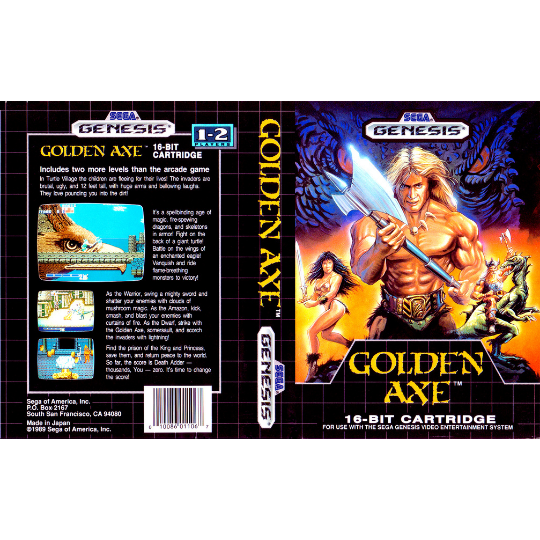 SEGA
GENESIS
1-2
PLAYERS
GOLDEN AXE™ 16-BIT
CARTRIDGE
Includes two more levels than the arcade game
In Turtle Village the children are fleeing for their lives! The invaders are
brutal, ugly, and 12 feet tall, with huge arms and bellowing laughs.
They love pounding you into the dirt!
It's a spellbinding age of
magic, fire-spewing
dragons, and skeletons
in armor! Fight on the
back of a giant turtle!
Battle on the wings of
an enchanted eagle!
Vanquish and ride
flame-breathing
monsters to victory!
As the Warrior, swing a mighty sword and
shatter your enemies with clouds of
mushroom magic. As the Amazon, kick,
smash, and blast your enemies with
curtains of fire. As the Dwarf, strike with
the Golden Axe, somersault, and scorch
the invaders with lightning!
Find the prison of the King and Princess,
save them, and return peace to the world.
So far, the score is Death Adder —
thousands, You — zero. It's time to change
the score!
Sega of America, Inc.
P.O. Box 2167
South San Francisco, CA 94080
Made in Japan
©1989 Sega of America, Inc.
0 10086 01106 7
GOLDEN AXE™
SEGA
GENESIS
SEGA
GENESIS
GOLDEN
AXE™
16-BIT CARTRIDGE
FOR USE WITH THE SEGA GENESIS VIDEO ENTERTAINMENT SYSTEM